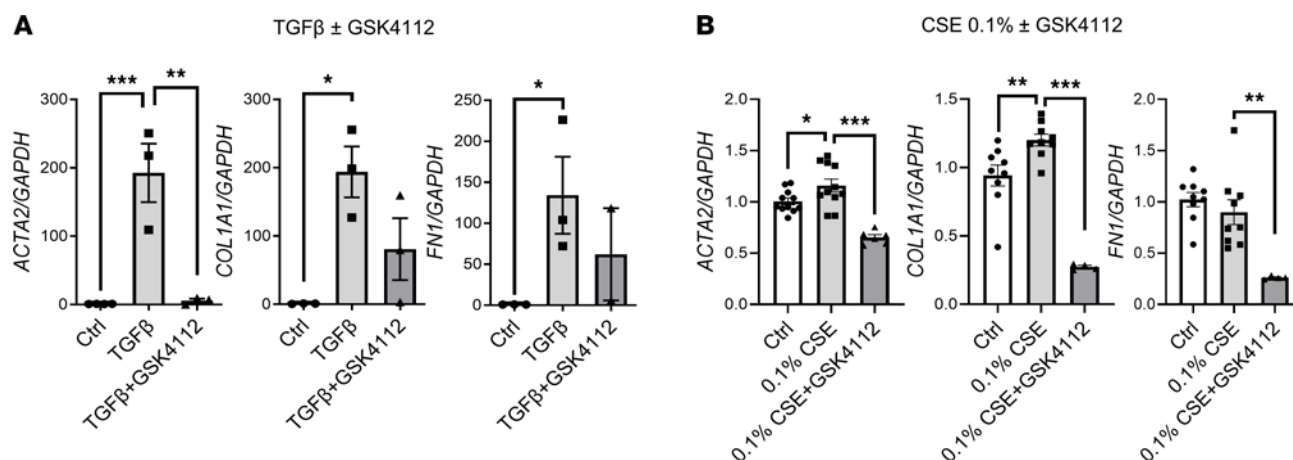 A
TGFβ ± GSK4112
ACTA2/GAPDH
300
200
100
0
***
**
Ctrl
TGFβ
TGFβ+GSK4112
COL1A1/GAPDH
300
200
100
0
*
Ctrl
TGFβ
TGFβ+GSK4112
FN1/GAPDH
250
200
150
100
50
0
*
Ctrl
TGFβ
TGFβ+GSK4112
B
CSE 0.1% ± GSK4112
ACTA2/GAPDH
2.0
1.5
1.0
0.5
0.0
*
***
Ctrl
0.1% CSE
0.1% CSE+GSK4112
COL1A1/GAPDH
1.5
1.0
0.5
0.0
**
***
Ctrl
0.1% CSE
0.1% CSE+GSK4112
FN1/GAPDH
2.0
1.5
1.0
0.5
0.0
**
Ctrl
0.1% CSE
0.1% CSE+GSK4112